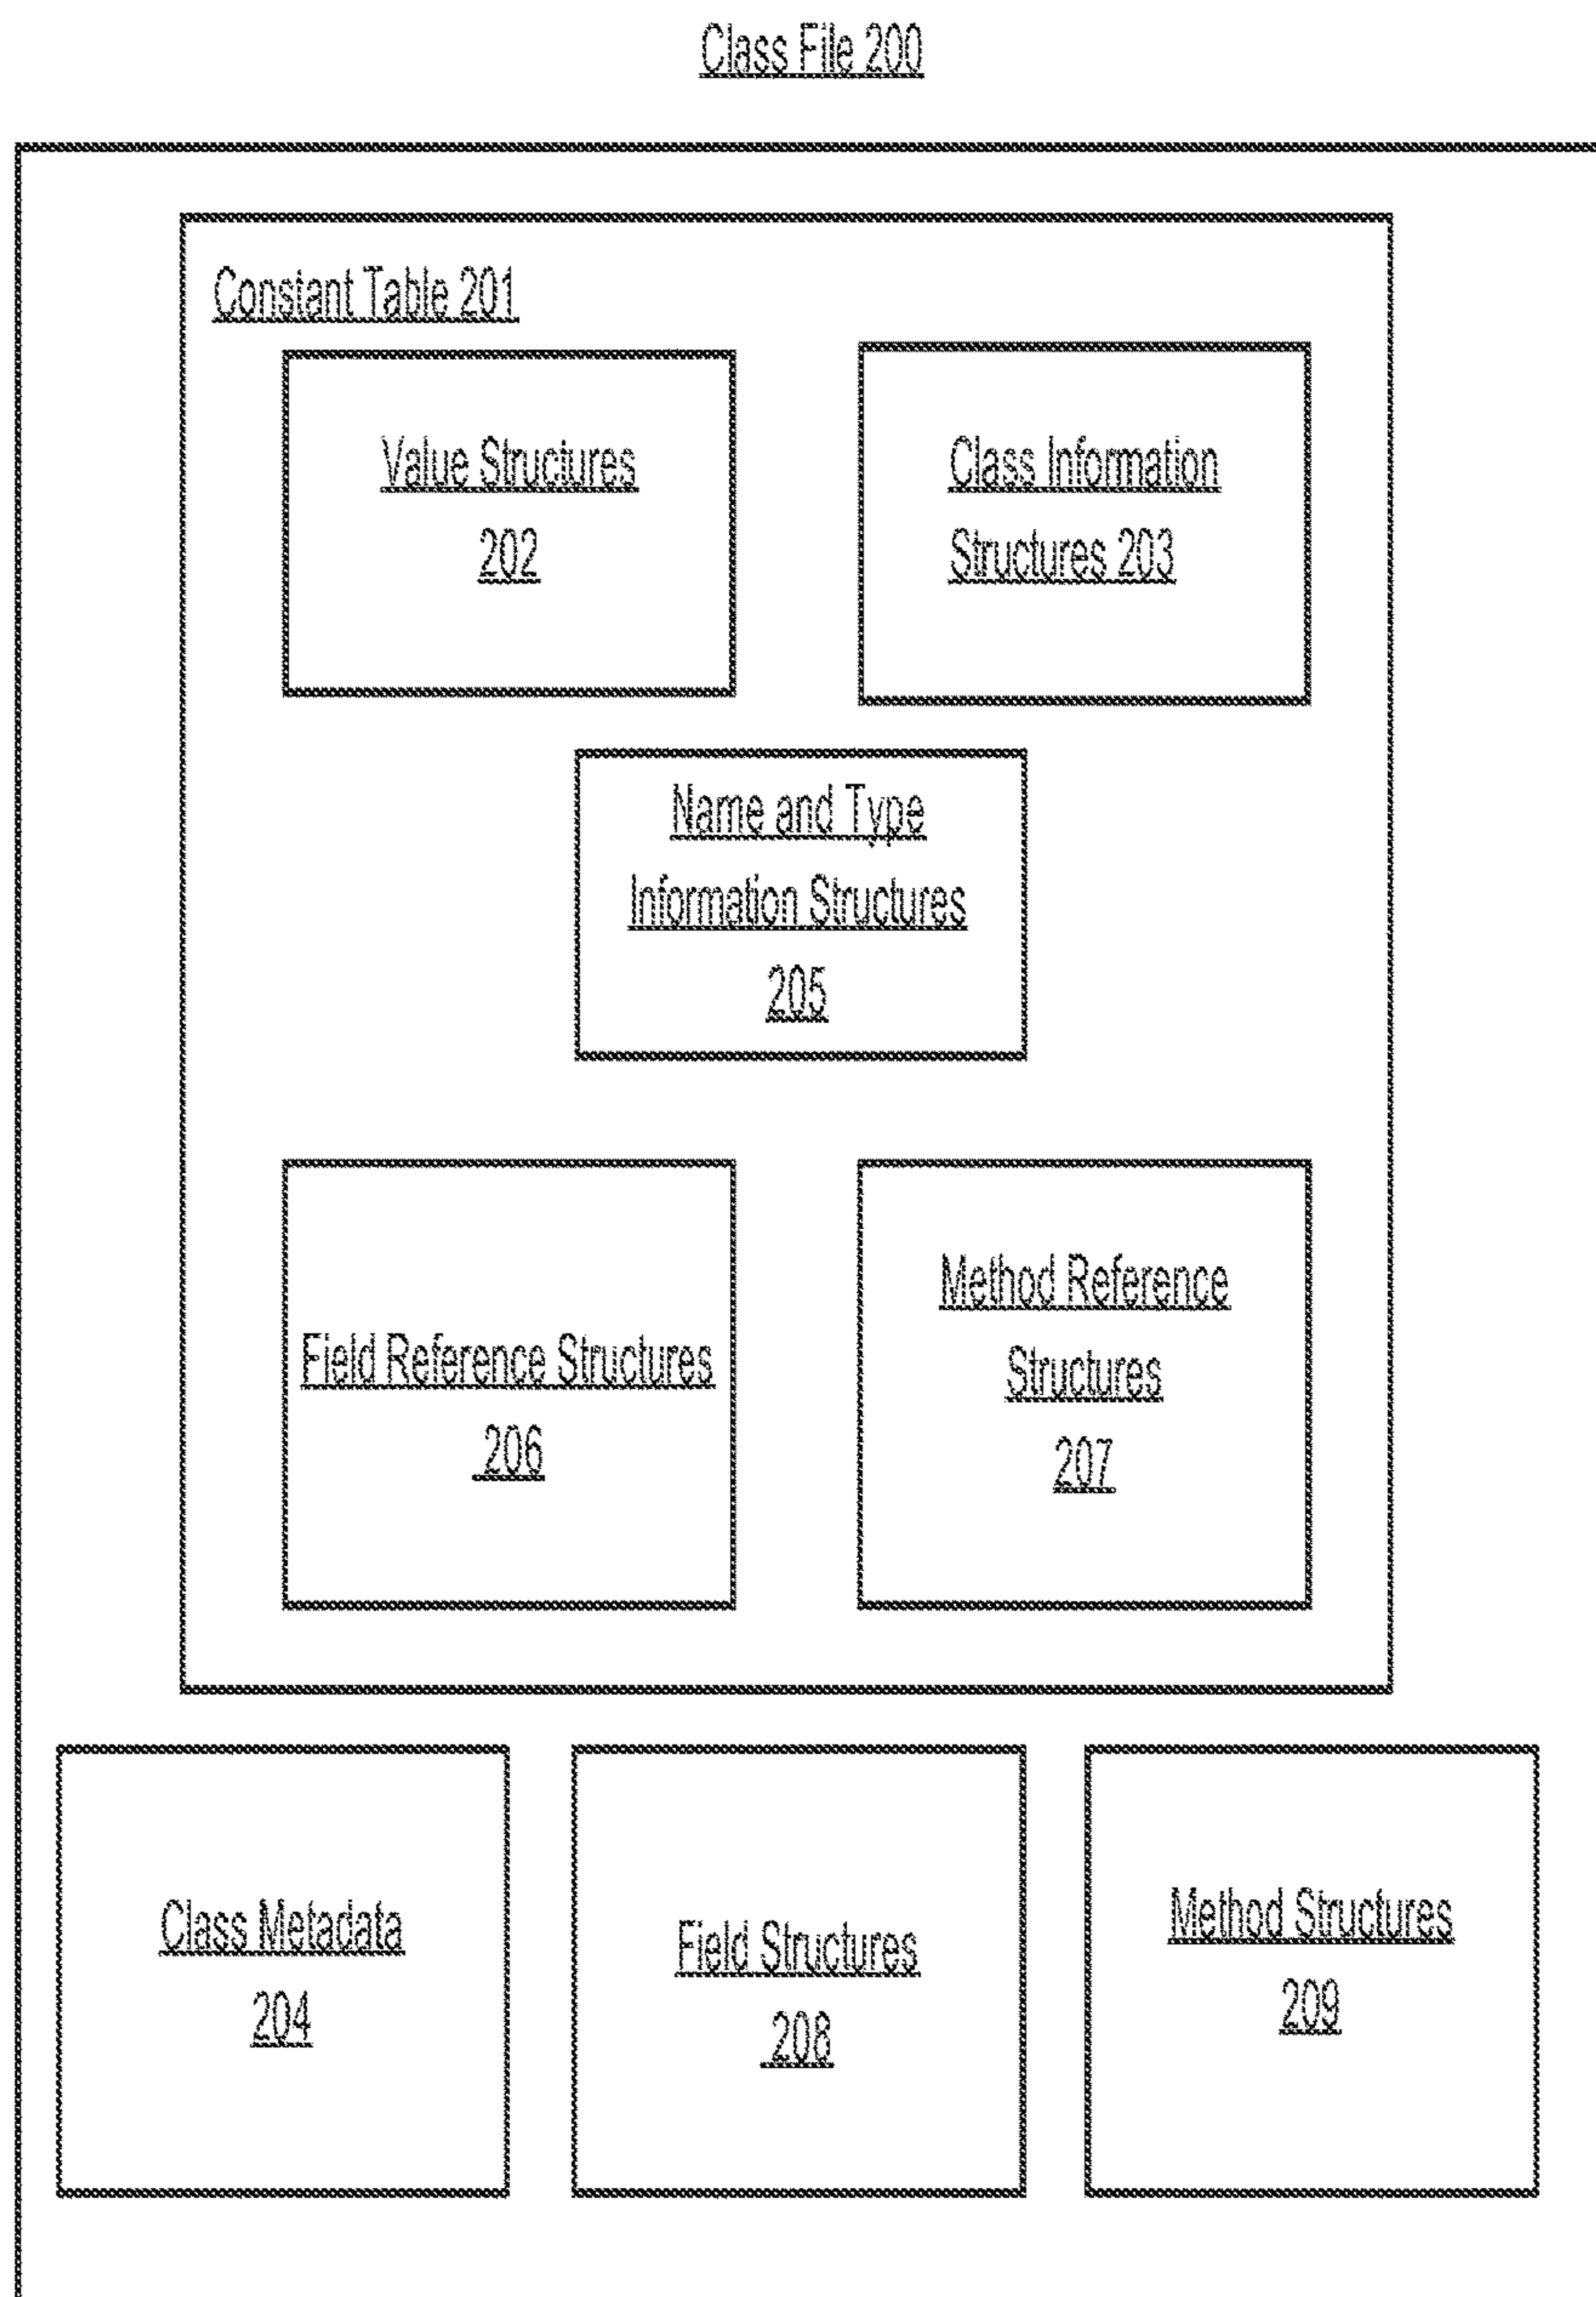 Class File 200
Constant Table 201
Value Structures
202
Class Information
Structures 203
Name and Type
Information Structures
205
Field Reference Structures
206
Method Reference
Structures
207
Class Metadata
204
Field Structures
208
Method Structures
209